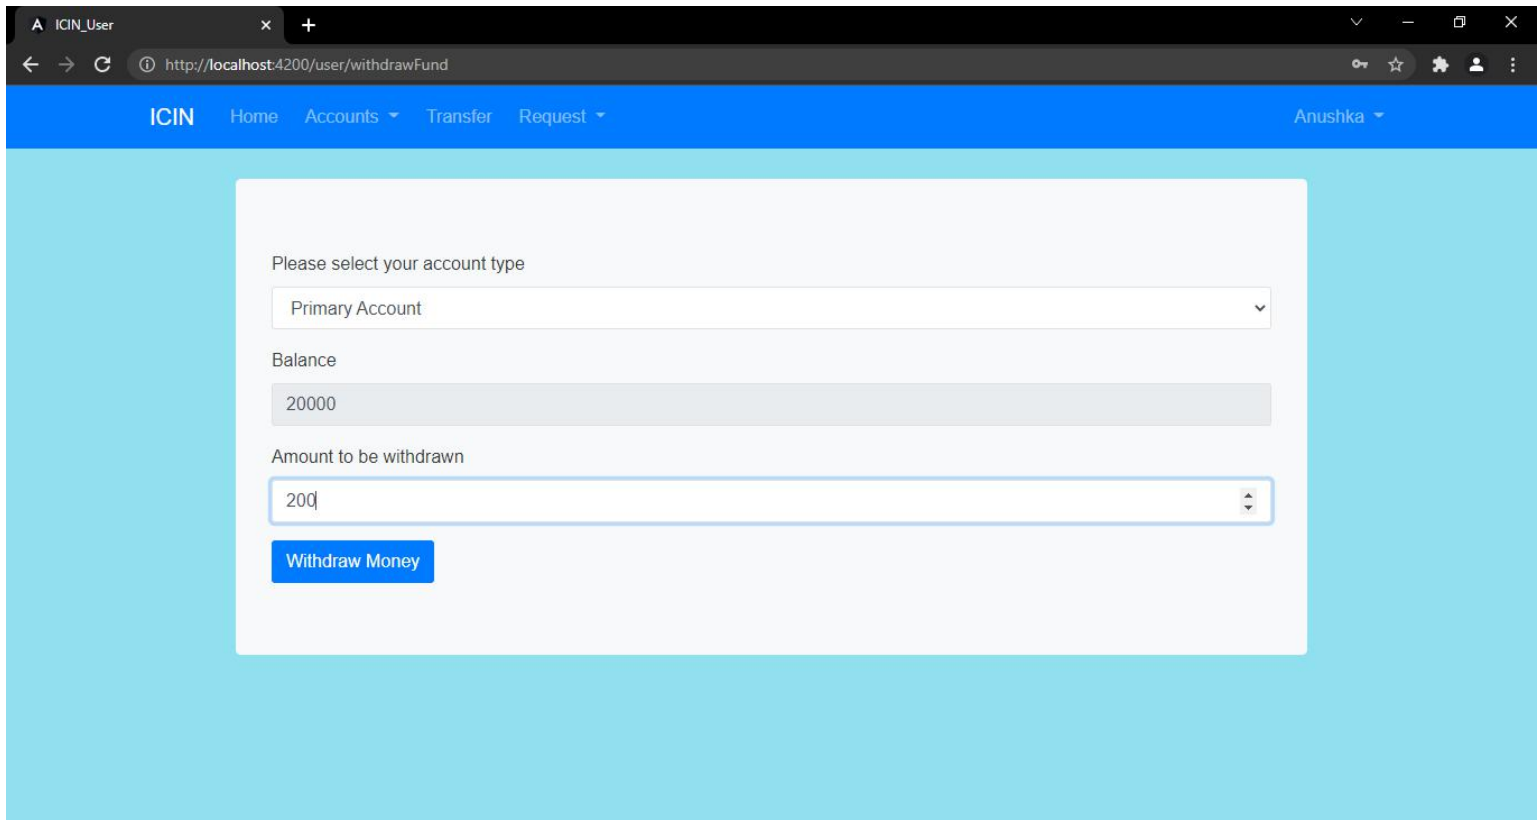 ICIN_User
http://localhost:4200/user/withdrawFund
ICIN Home Accounts Transfer Request Anushka
Please select your account type
Primary Account
Balance
20000
Amount to be withdrawn
200
Withdraw Money